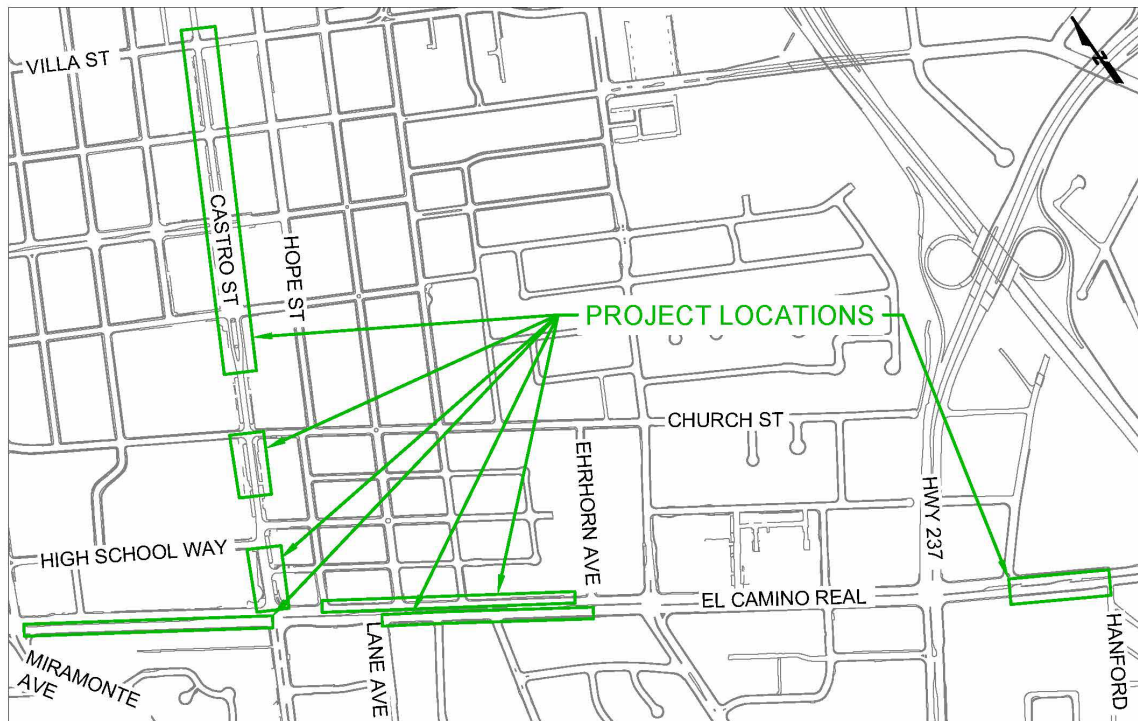 VILLA ST
CASTRO ST
HOPE ST
PROJECT LOCATIONS
CHURCH ST
EHRHORN AVE
HWY 237
HIGH SCHOOL WAY
EL CAMINO REAL
LANE AVE
HANFORD
MIRAMONTE
AVE